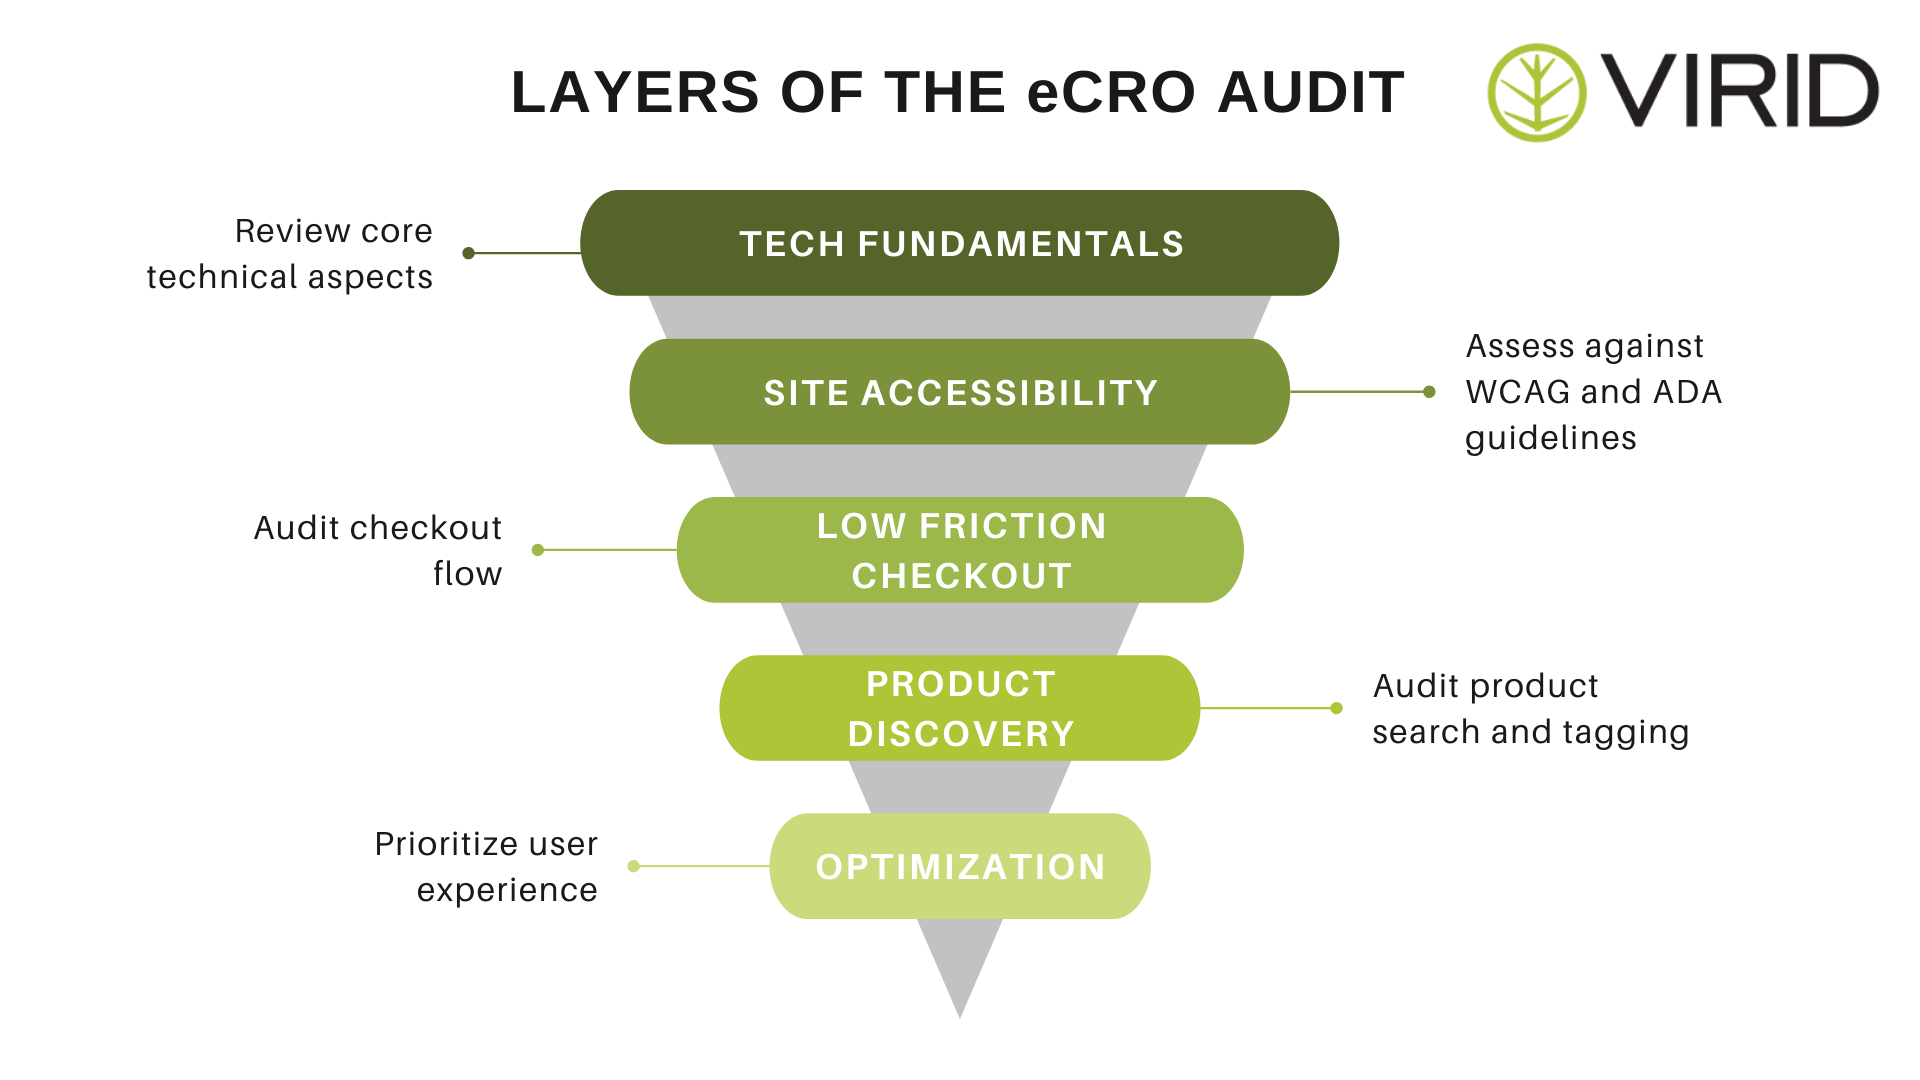 LAYERS OF THE eCRO AUDIT
VIRID
Review core
technical aspects
TECH FUNDAMENTALS
SITE ACCESSIBILITY
Assess against
WCAG and ADA
guidelines
Audit checkout
flow
LOW FRICTION
CHECKOUT
PRODUCT
DISCOVERY
Audit product
search and tagging
Prioritize user
experience
OPTIMIZATION